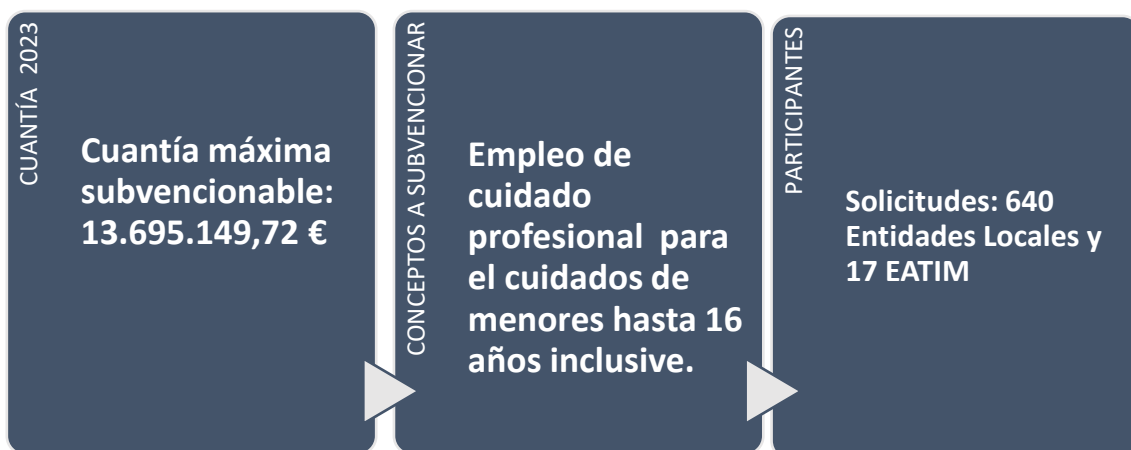 CUANTÍA 2023
Cuantía máxima
subvencionable:
13.695.149,72 €
CONCEPTOS A SUBVENCIONAR
Empleo de
cuidado
profesional para
el cuidados de
menores hasta 16
años inclusive.
PARTICIPANTES
Solicitudes: 640
Entidades Locales y
17 EATIM